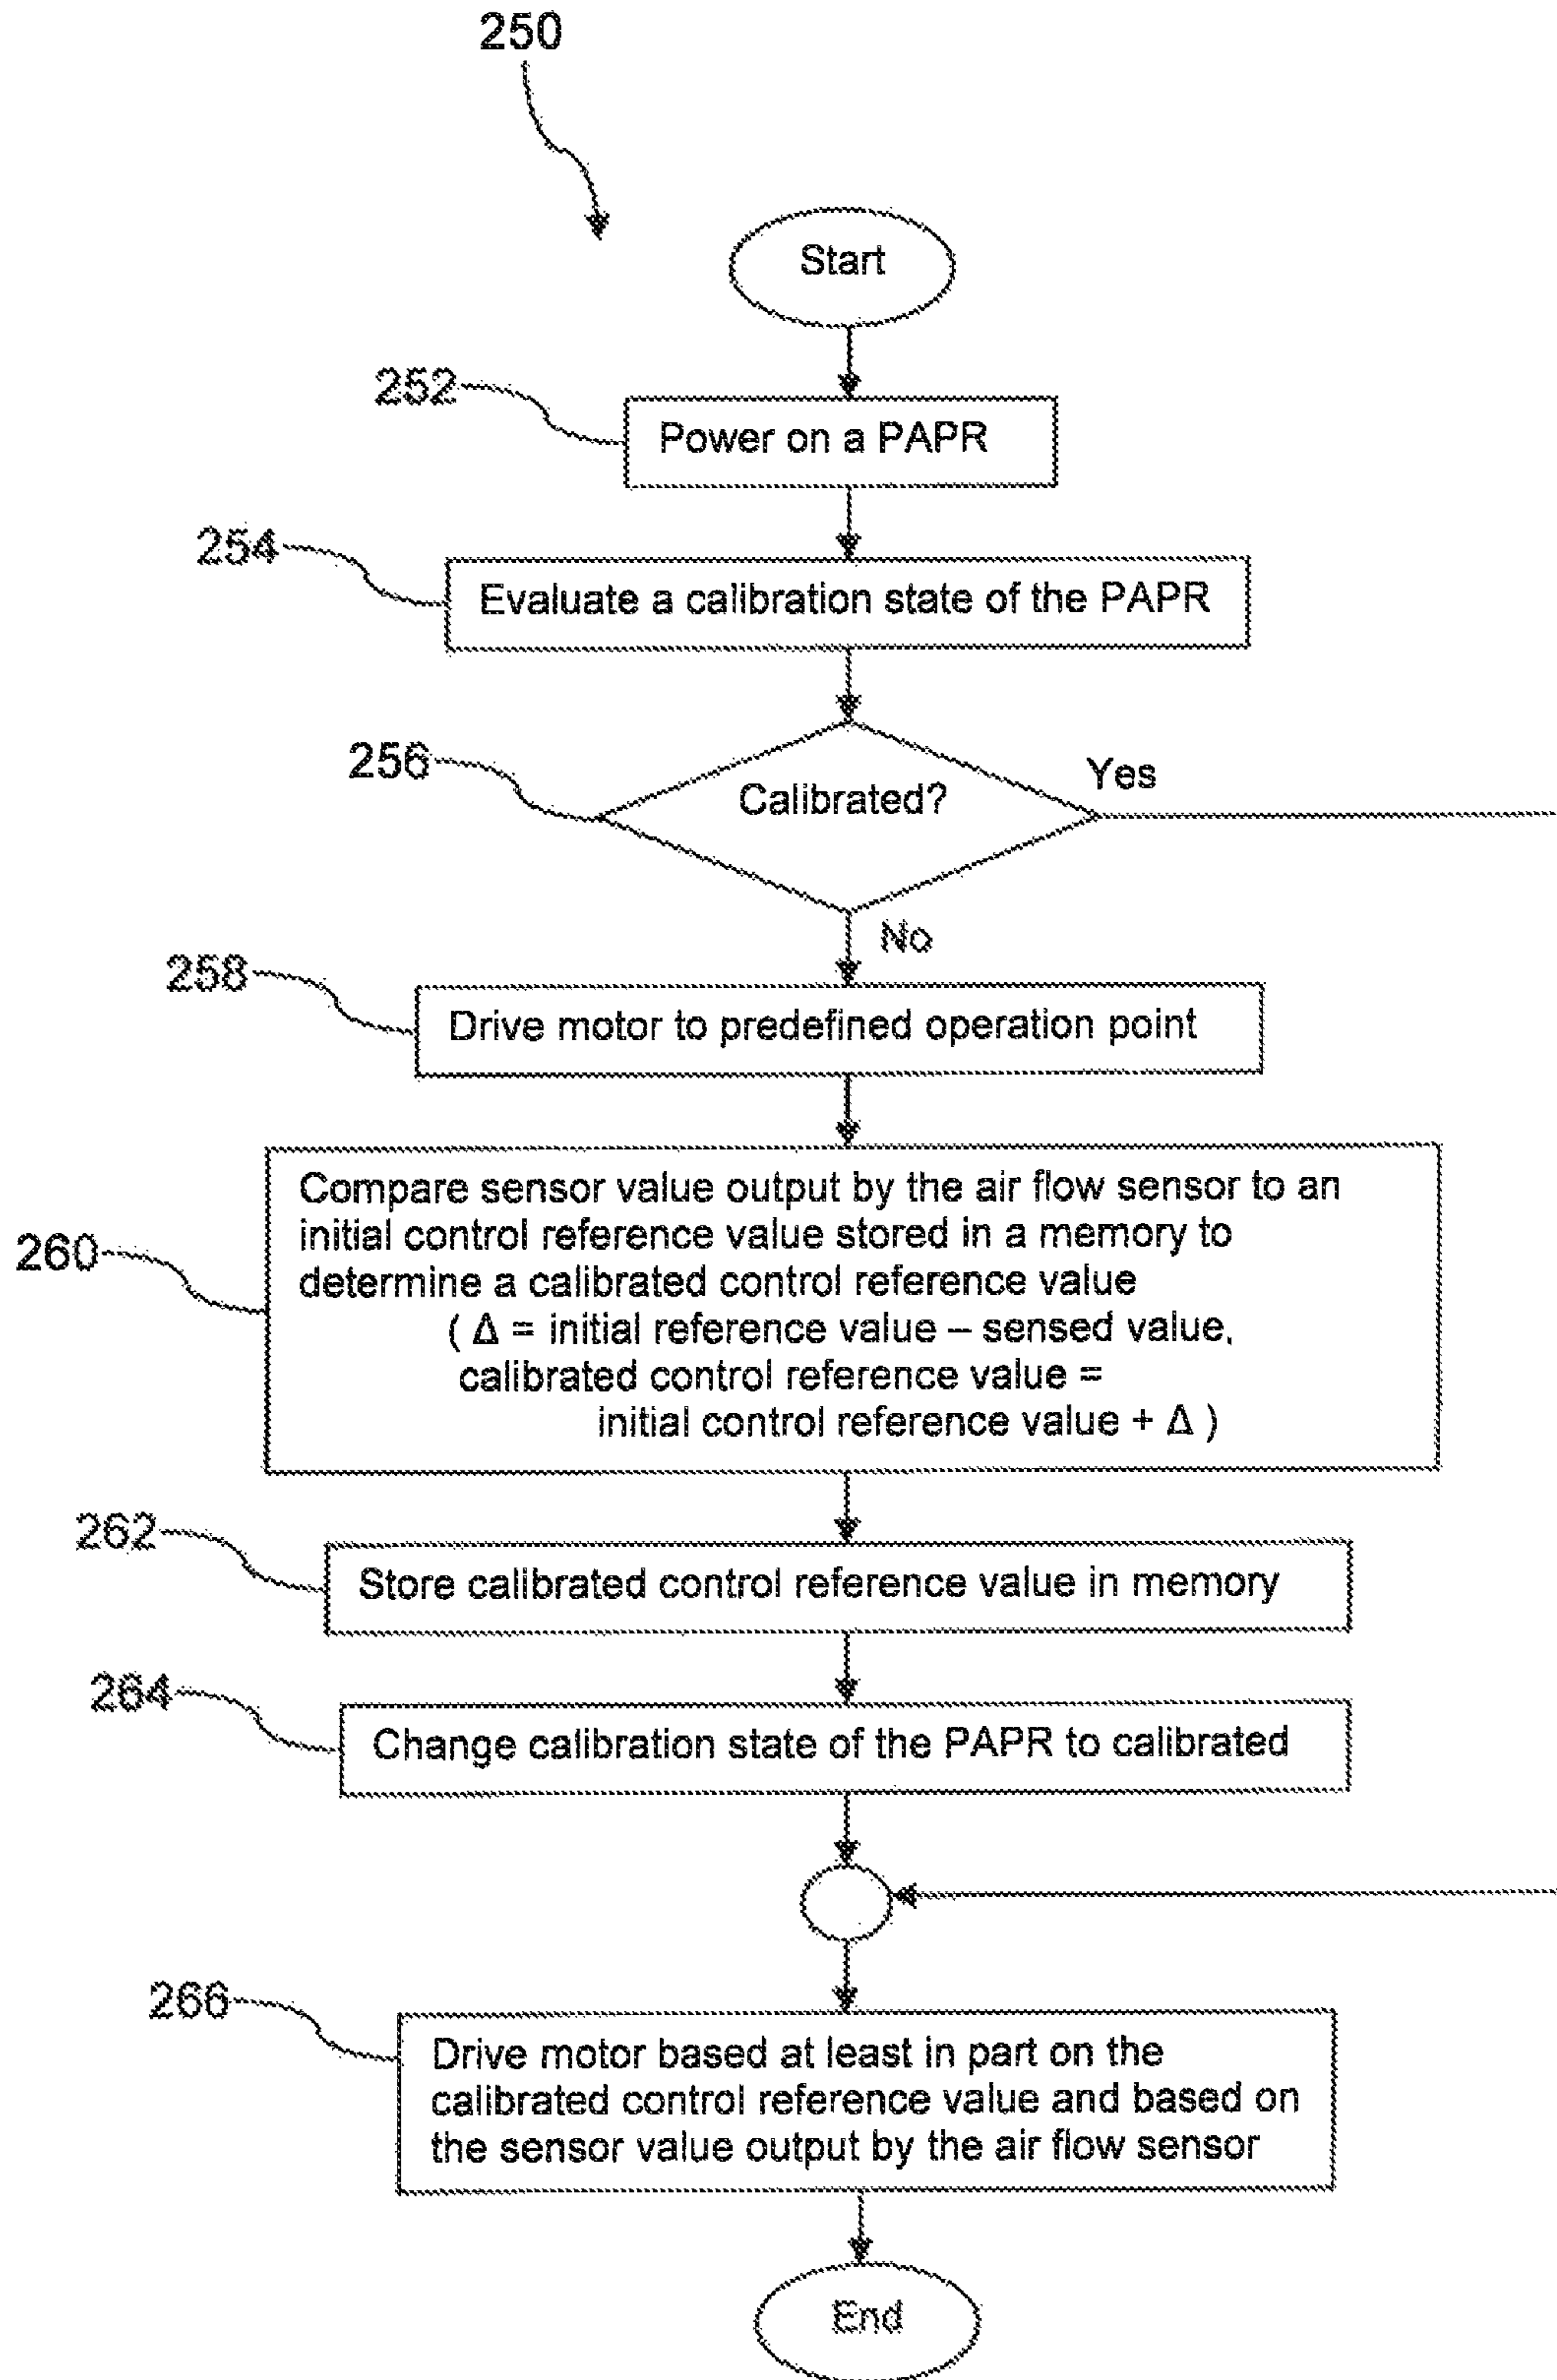 250
Start
252
Power on a PAPR
254
Evaluate a calibration state of the PAPR
256
Calibrated?
Yes
No
258
Drive motor to predefined operation point
260
Compare sensor value output by the air flow sensor to an
initial control reference value stored in a memory to
determine a calibrated control reference value
( Δ = initial reference value – sensed value,
calibrated control reference value =
initial control reference value + Δ )
262
Store calibrated control reference value in memory
264
Change calibration state of the PAPR to calibrated
266
Drive motor based at least in part on the
calibrated control reference value and based on
the sensor value output by the air flow sensor
End